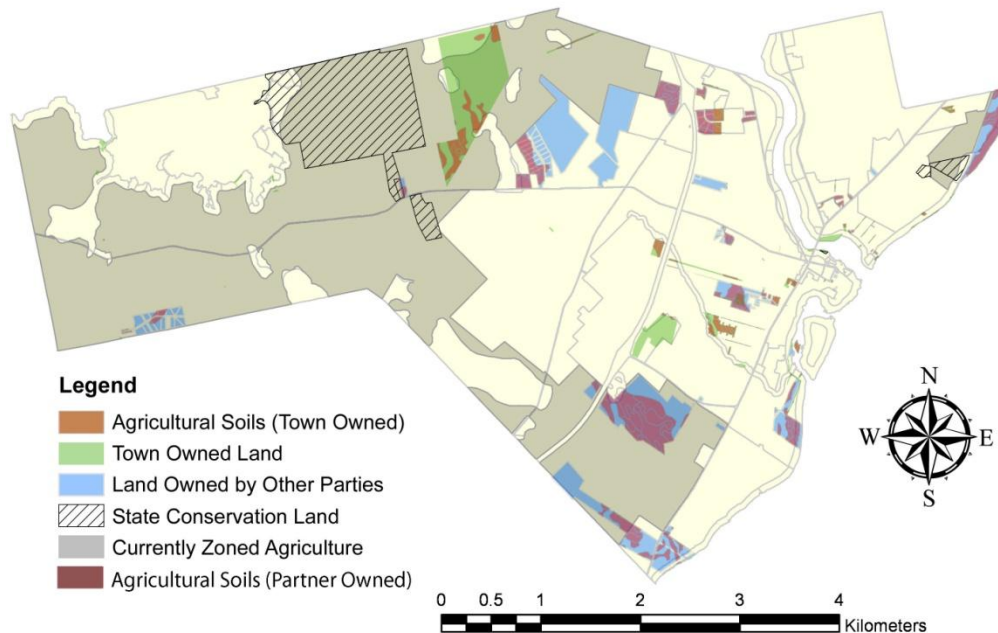 Legend
Agricultural Soils (Town Owned)
Town Owned Land
Land Owned by Other Parties
State Conservation Land
Currently Zoned Agriculture
Agricultural Soils (Partner Owned)
N
W E
S
0 0.5 1 2 3 4
Kilometers